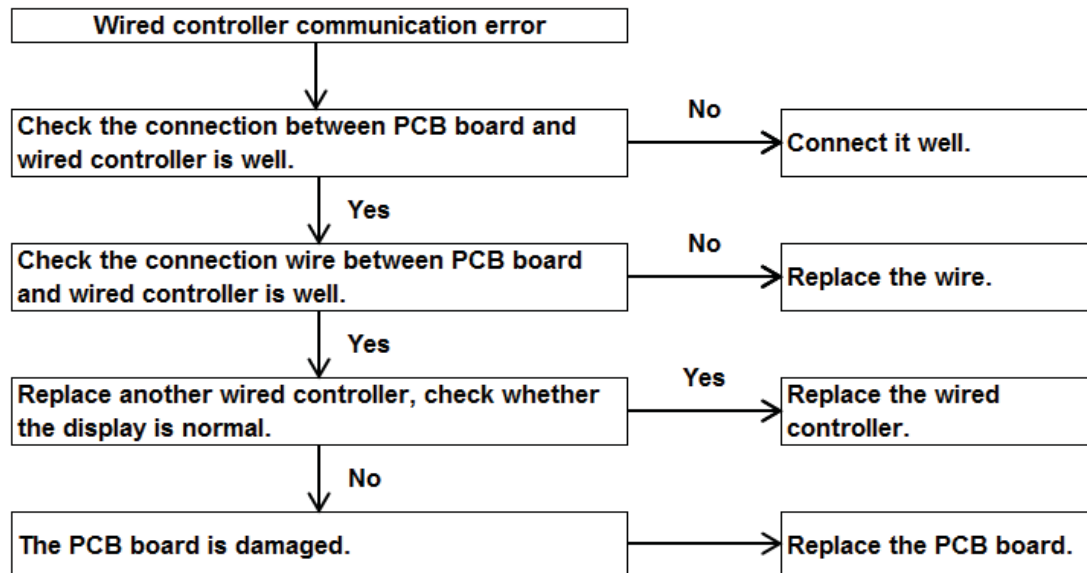 Wired controller communication error
No
Check the connection between PCB board and
wired controller is well.
Connect it well.
Yes
No
Check the connection wire between PCB board
and wired controller is well.
Replace the wire.
Yes
Yes
Replace another wired controller, check whether
the display is normal.
Replace the wired
controller.
No
The PCB board is damaged.
Replace the PCB board.